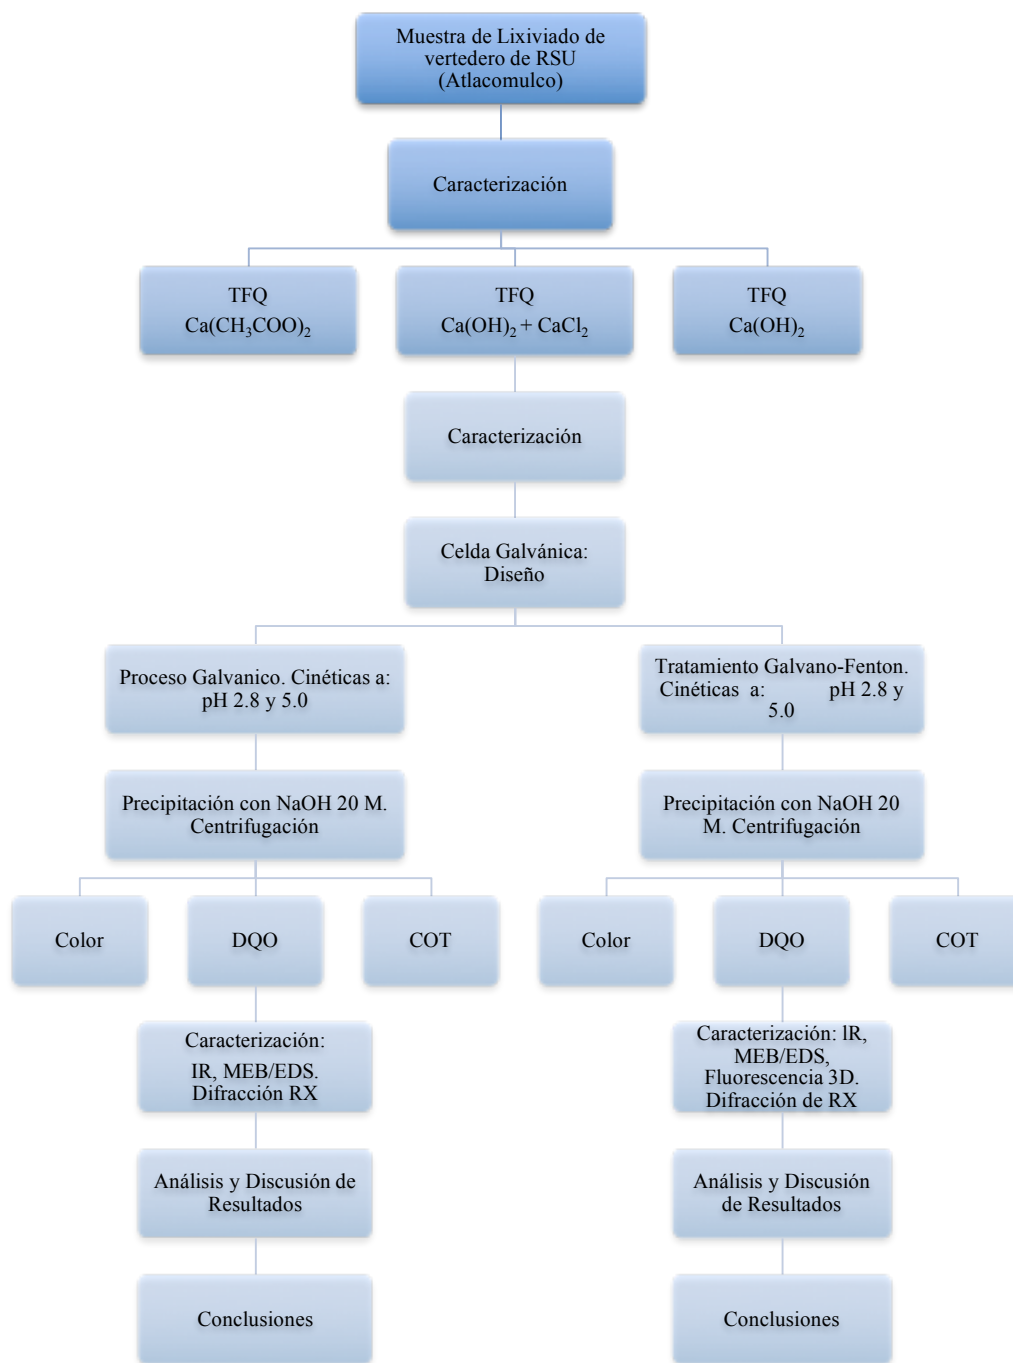 Muestra de Lixiviado de
vertedero de RSU
(Atlacomulco)
Caracterización
TFQ
Ca(CH₃COO)₂
TFQ
Ca(OH)₂ + CaCl₂
TFQ
Ca(OH)₂
Caracterización
Celda Galvánica:
Diseño
Proceso Galvanico. Cinéticas a:
pH 2.8 y 5.0
Tratamiento Galvano-Fenton.
Cinéticas a: pH 2.8 y
5.0
Precipitación con NaOH 20 M.
Centrifugación
Precipitación con NaOH 20
M. Centrifugación
Color
DQO
COT
Color
DQO
COT
Caracterización:
IR, MEB/EDS.
Difracción RX
Caracterización: IR,
MEB/EDS,
Fluorescencia 3D.
Difracción de RX
Análisis y Discusión de
Resultados
Análisis y Discusión
de Resultados
Conclusiones
Conclusiones